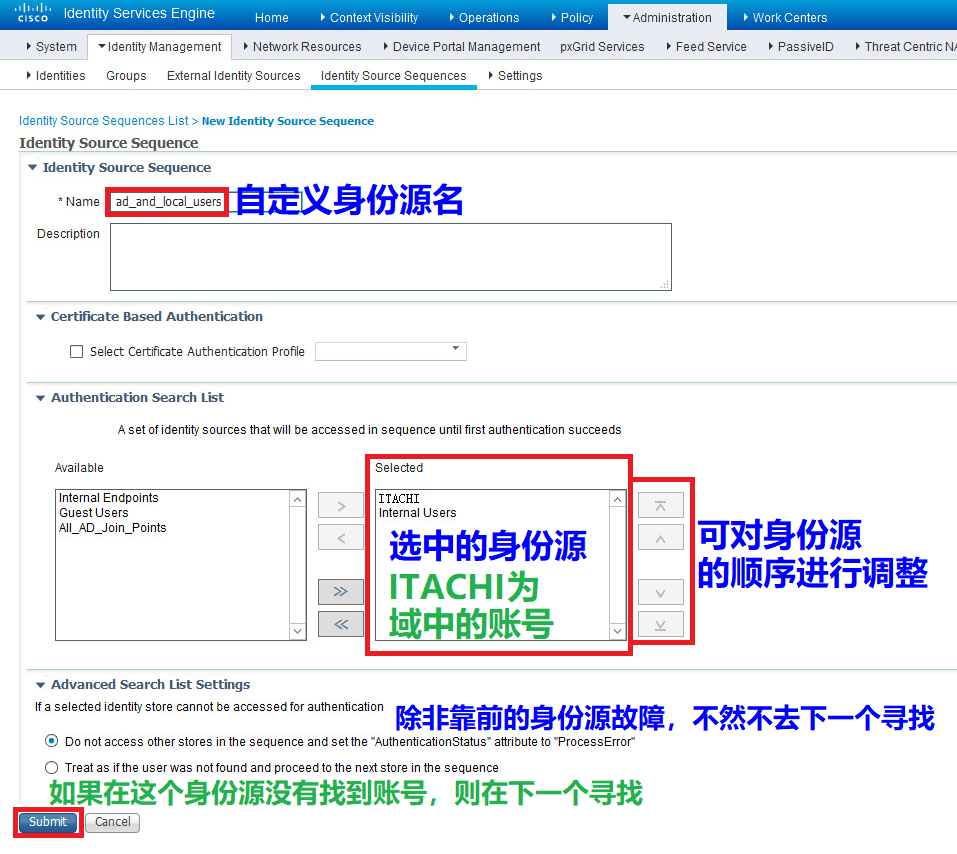 cisco Identity Services Engine Home Context Visibility Operations Policy Administration Work Centers
System Identity Management Network Resources Device Portal Management pxGrid Services Feed Service PassiveID Threat Centric NA
Identities Groups External Identity Sources Identity Source Sequences Settings
Identity Source Sequences List > New Identity Source Sequence
Identity Source Sequence
Identity Source Sequence
* Name ad_and_local_users 自定义身份源名
Description
Certificate Based Authentication
Select Certificate Authentication Profile
Authentication Search List
A set of identity sources that will be accessed in sequence until first authentication succeeds
Available
Internal Endpoints
Guest Users
All_AD_Join_Points
Selected
ITACHI
Internal Users
选中的身份源
ITACHI为
域中的账号
可对身份源
的顺序进行调整
Advanced Search List Settings
If a selected identity store cannot be accessed for authentication
除非靠前的身份源故障，不然不去下一个寻找
Do not access other stores in the sequence and set the "AuthenticationStatus" attribute to "ProcessError"
Treat as if the user was not found and proceed to the next store in the sequence
如果在这个身份源没有找到账号，则在下一个寻找
Submit Cancel